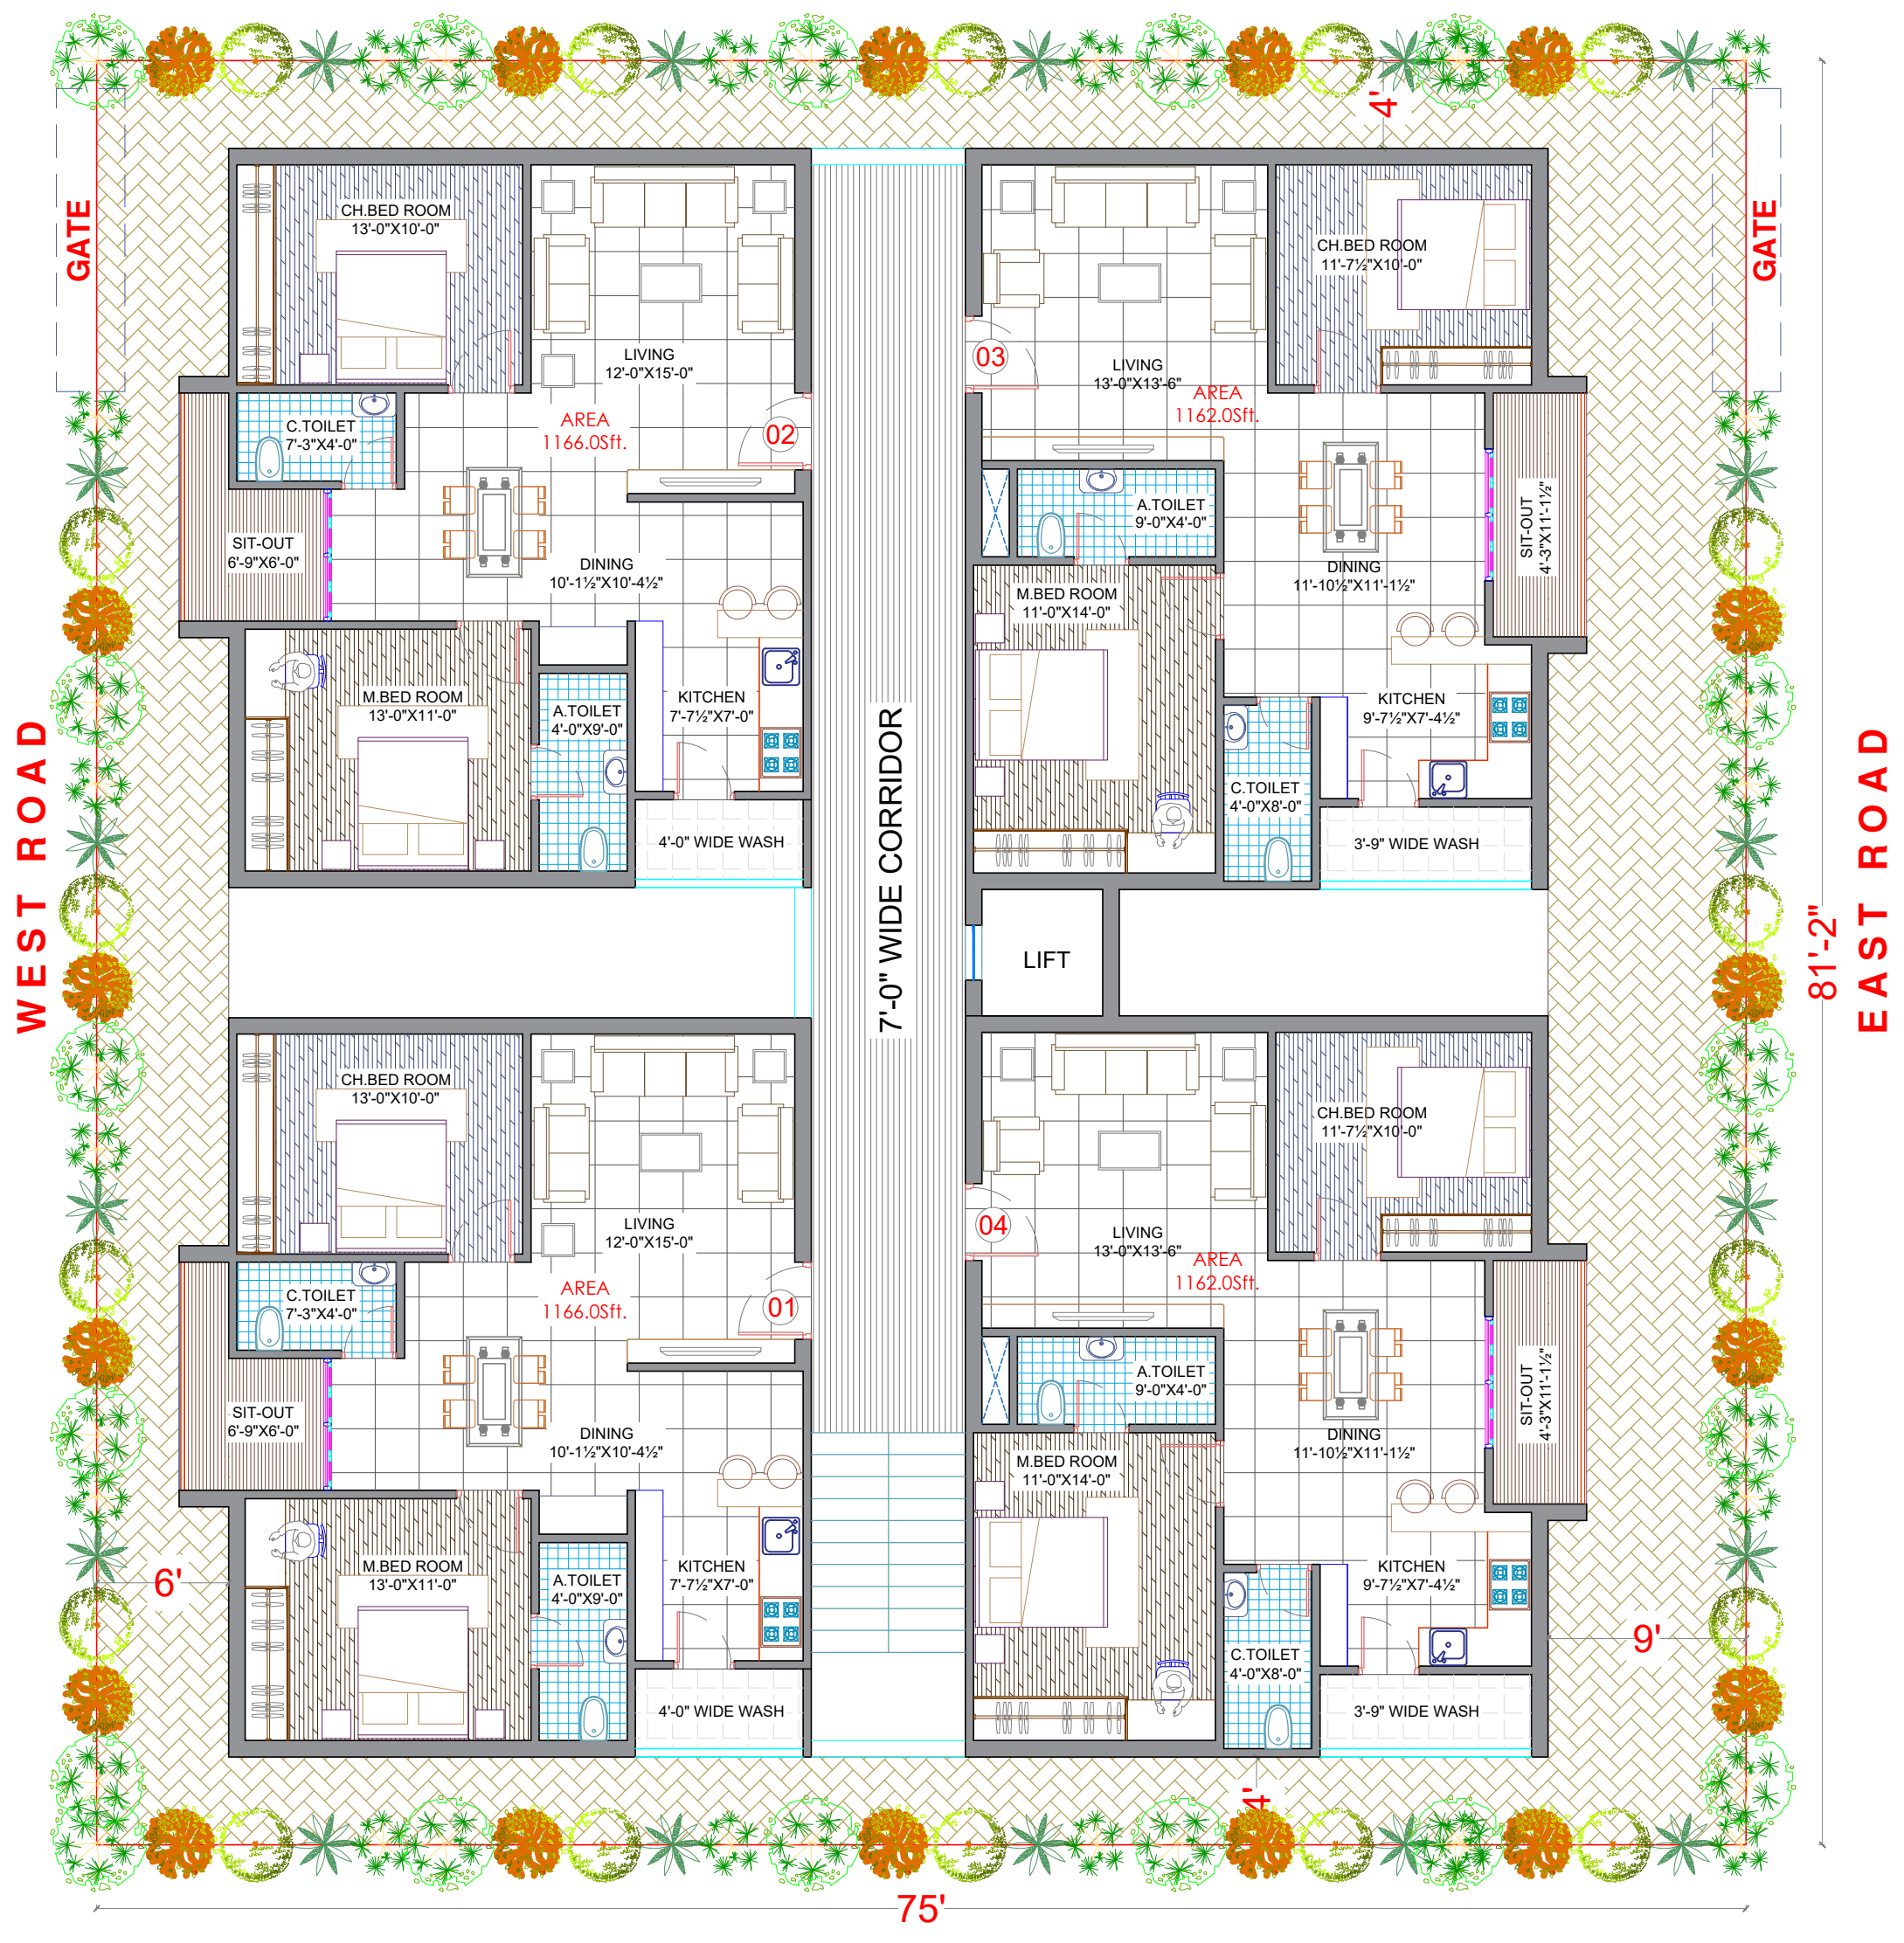 4'
GATE
GATE
CH.BED ROOM
13'-0"X10'-0"
LIVING
12'-0"X15'-0"
AREA
1166.0Sft.
02
C.TOILET
7'-3"X4'-0"
SIT-OUT
6'-9"X6'-0"
DINING
10'-1½"X10'-4½"
M.BED ROOM
13'-0"X11'-0"
A.TOILET
4'-0"X9'-0"
KITCHEN
7'-7½"X7'-0"
4'-0" WIDE WASH
03
LIVING
13'-0"X13'-6"
AREA
1162.0Sft.
CH.BED ROOM
11'-7½"X10'-0"
A.TOILET
9'-0"X4'-0"
SIT-OUT
4'-3"X11'-1½"
DINING
11'-10½"X11'-1½"
M.BED ROOM
11'-0"X14'-0"
KITCHEN
9'-7½"X7'-4½"
C.TOILET
4'-0"X8'-0"
3'-9" WIDE WASH
WEST ROAD
7'-0" WIDE CORRIDOR
LIFT
81'-2"
EAST ROAD
CH.BED ROOM
13'-0"X10'-0"
LIVING
12'-0"X15'-0"
AREA
1166.0Sft.
01
C.TOILET
7'-3"X4'-0"
SIT-OUT
6'-9"X6'-0"
DINING
10'-1½"X10'-4½"
M.BED ROOM
13'-0"X11'-0"
A.TOILET
4'-0"X9'-0"
KITCHEN
7'-7½"X7'-0"
4'-0" WIDE WASH
6'
04
LIVING
13'-0"X13'-6"
AREA
1162.0Sft.
CH.BED ROOM
11'-7½"X10'-0"
A.TOILET
9'-0"X4'-0"
SIT-OUT
4'-3"X11'-1½"
DINING
11'-10½"X11'-1½"
M.BED ROOM
11'-0"X14'-0"
KITCHEN
9'-7½"X7'-4½"
C.TOILET
4'-0"X8'-0"
3'-9" WIDE WASH
9'
4'
75'